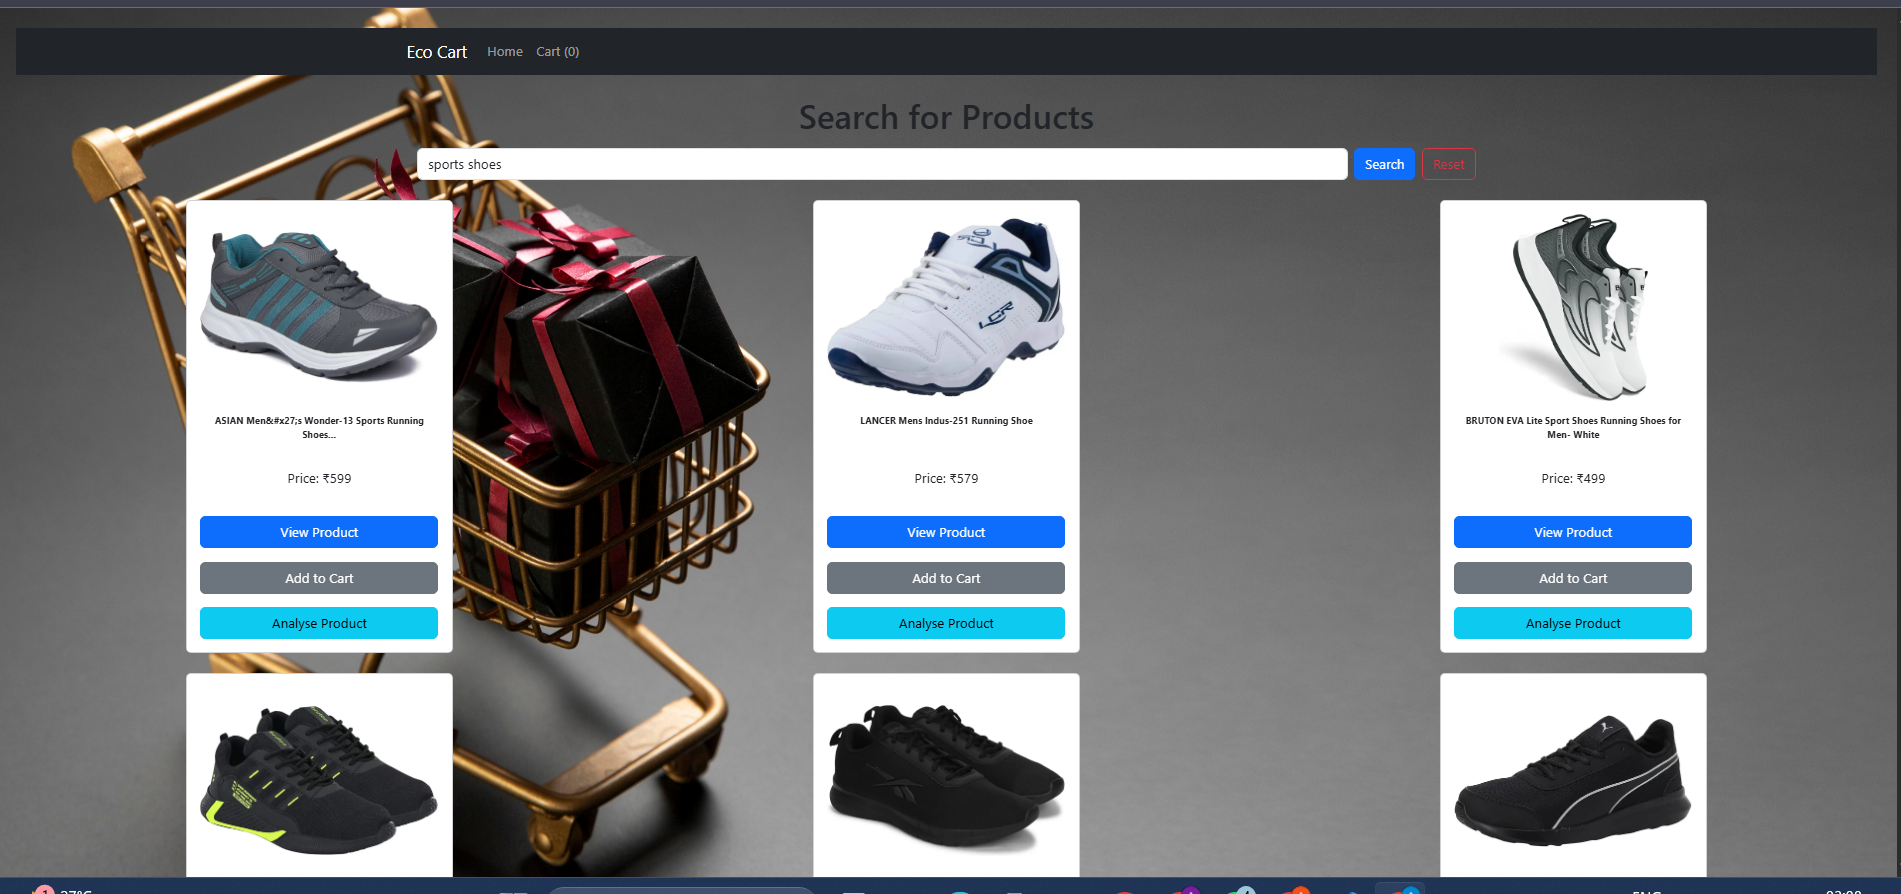 Eco Cart Home Cart (0)
Search for Products
sports shoes Search Reset
LCR
ASIAN Men&#x27;s Wonder-13 Sports Running
Shoes...
Price: ₹599
View Product
Add to Cart
Analyse Product
LANCER Mens Indus-251 Running Shoe
Price: ₹579
View Product
Add to Cart
Analyse Product
BRUTON EVA Lite Sport Shoes Running Shoes for
Men- White
Price: ₹499
View Product
Add to Cart
Analyse Product